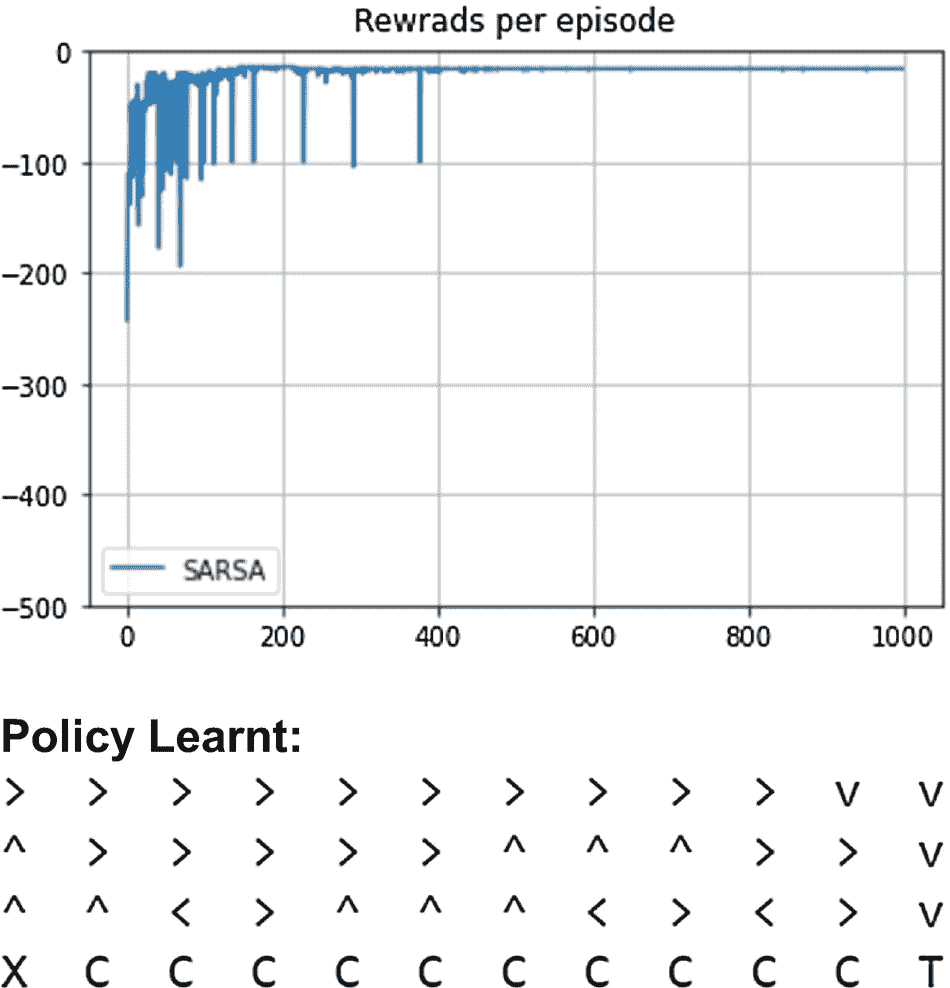 Rewrads per episode
0
−100
−200
−300
−400
−500
SARSA
0 200 400 600 800 1000
Policy Learnt:
> > > > > > > > > > v v
^ > > > > > ^ ^ ^ > > v
^ ^ < > ^ ^ ^ < > < > v
X C C C C C C C C C C T